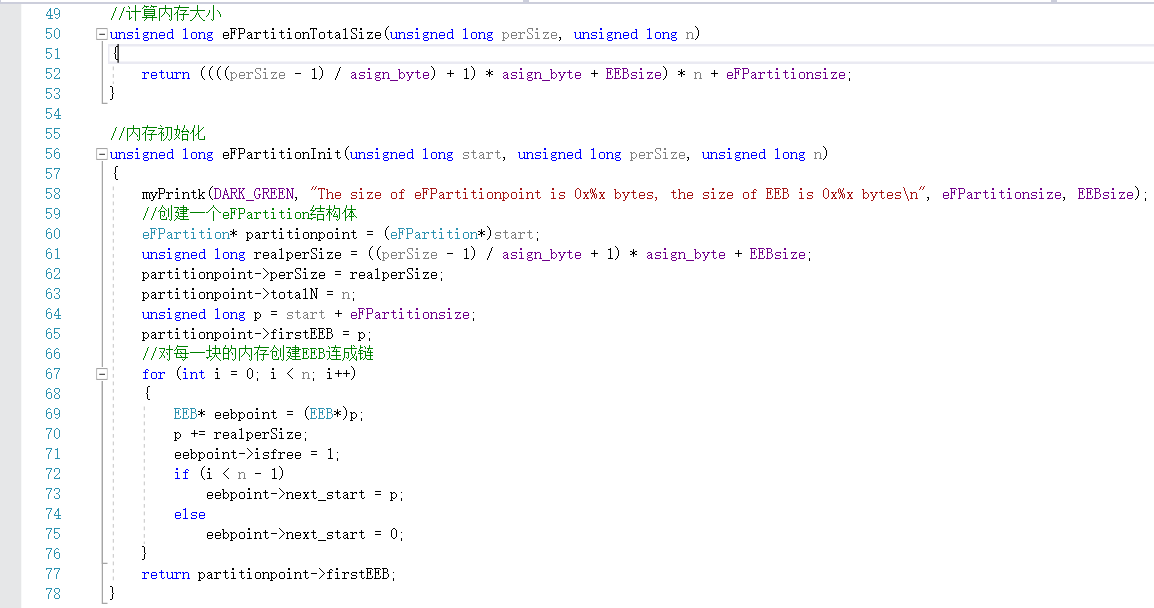 49 //计算内存大小
50 unsigned long eFPartitionTotalSize(unsigned long perSize, unsigned long n)
51 {
52 return ((((perSize - 1) / asign_byte) + 1) * asign_byte + EEBsize) * n + eFPartitionsize;
53 }
54
55 //内存初始化
56 unsigned long eFPartitionInit(unsigned long start, unsigned long perSize, unsigned long n)
57 {
58 myPrintk(DARK_GREEN, "The size of eFPartitionpoint is 0x%x bytes, the size of EEB is 0x%x bytes\n", eFPartitionsize, EEBsize);
59 //创建一个eFPartition结构体
60 eFPartition* partitionpoint = (eFPartition*)start;
61 unsigned long realperSize = ((perSize - 1) / asign_byte + 1) * asign_byte + EEBsize;
62 partitionpoint->perSize = realperSize;
63 partitionpoint->totalN = n;
64 unsigned long p = start + eFPartitionsize;
65 partitionpoint->firstEEB = p;
66 //对每一块的内存创建EEB连成链
67 for (int i = 0; i < n; i++)
68 {
69 EEB* eebpoint = (EEB*)p;
70 p += realperSize;
71 eebpoint->isfree = 1;
72 if (i < n - 1)
73 eebpoint->next_start = p;
74 else
75 eebpoint->next_start = 0;
76 }
77 return partitionpoint->firstEEB;
78 }